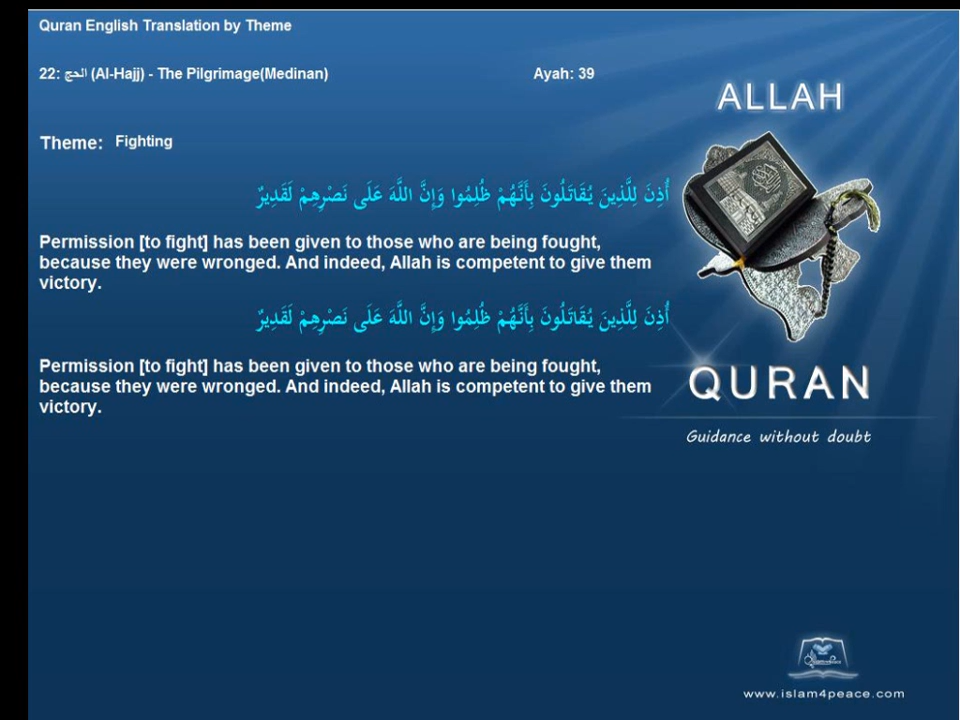 Quran English Translation by Theme
22: الحج (Al-Hajj) - The Pilgrimage(Medinan) Ayah: 39
ALLAH
Theme: Fighting
أُذِنَ لِلَّذِينَ يُقَاتَلُونَ بِأَنَّهُمْ ظُلِمُوا وَإِنَّ اللَّهَ عَلَى نَصْرِهِمْ لَقَدِيرٌ
Permission [to fight] has been given to those who are being fought,
because they were wronged. And indeed, Allah is competent to give them
victory.
أُذِنَ لِلَّذِينَ يُقَاتَلُونَ بِأَنَّهُمْ ظُلِمُوا وَإِنَّ اللَّهَ عَلَى نَصْرِهِمْ لَقَدِيرٌ
Permission [to fight] has been given to those who are being fought,
because they were wronged. And indeed, Allah is competent to give them
victory.
QURAN
Guidance without doubt
www.islam4peace.com